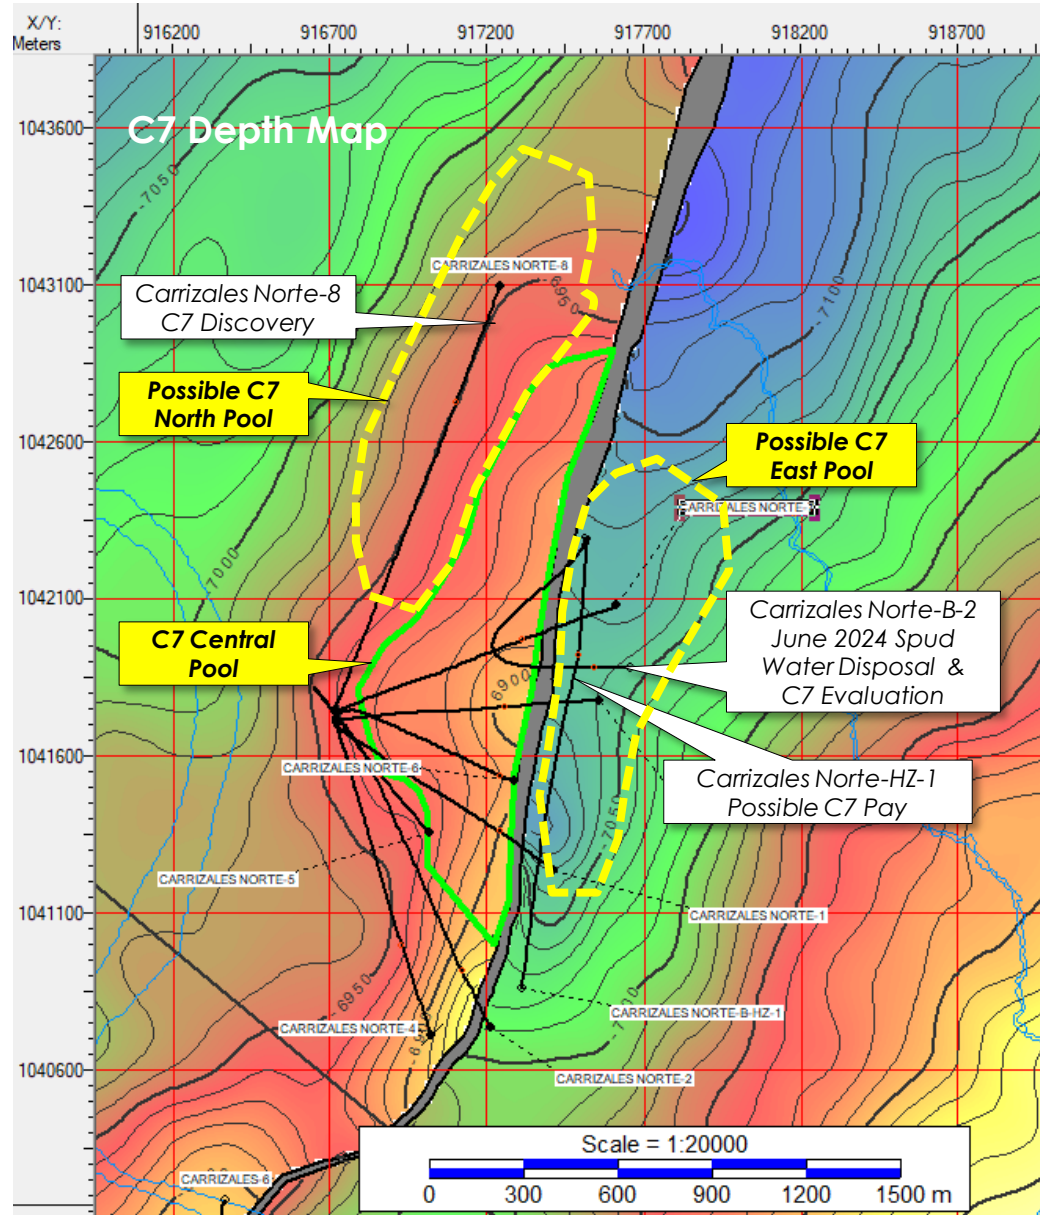 X/Y:
Meters
916200
916700
917200
917700
918200
918700
1043600
1043100
1042600
1042100
1041600
1041100
1040600
C7 Depth Map
-7050
CARRIZALES NORTE-8
-6950
-7100
Carrizales Norte-8
C7 Discovery
Possible C7
North Pool
Possible C7
East Pool
CARRIZALES NORTE-
-7000
C7 Central
Pool
Carrizales Norte-B-2
June 2024 Spud
Water Disposal &
C7 Evaluation
6900
CARRIZALES NORTE-6
Carrizales Norte-HZ-1
Possible C7 Pay
-7050
CARRIZALES NORTE-5
CARRIZALES NORTE-1
-6950
CARRIZALES NORTE-B-HZ-1
CARRIZALES NORTE-4
CARRIZALES NORTE-2
CARRIZALES-6
Scale = 1:20000
0 300 600 900 1200 1500 m